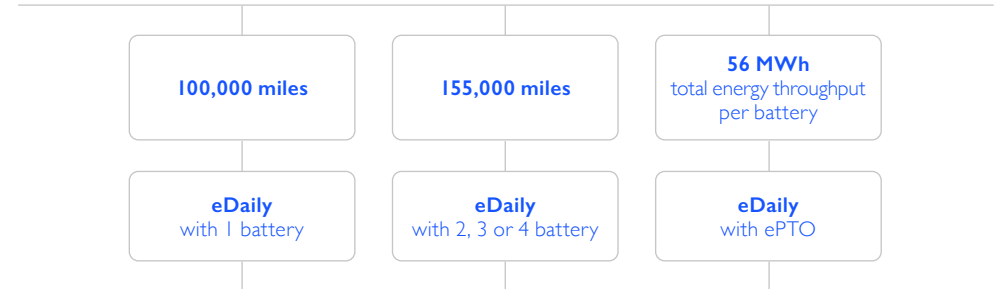 100,000 miles
155,000 miles
56 MWh
total energy throughput
per battery
eDaily
with 1 battery
eDaily
with 2, 3 or 4 battery
eDaily
with ePTO